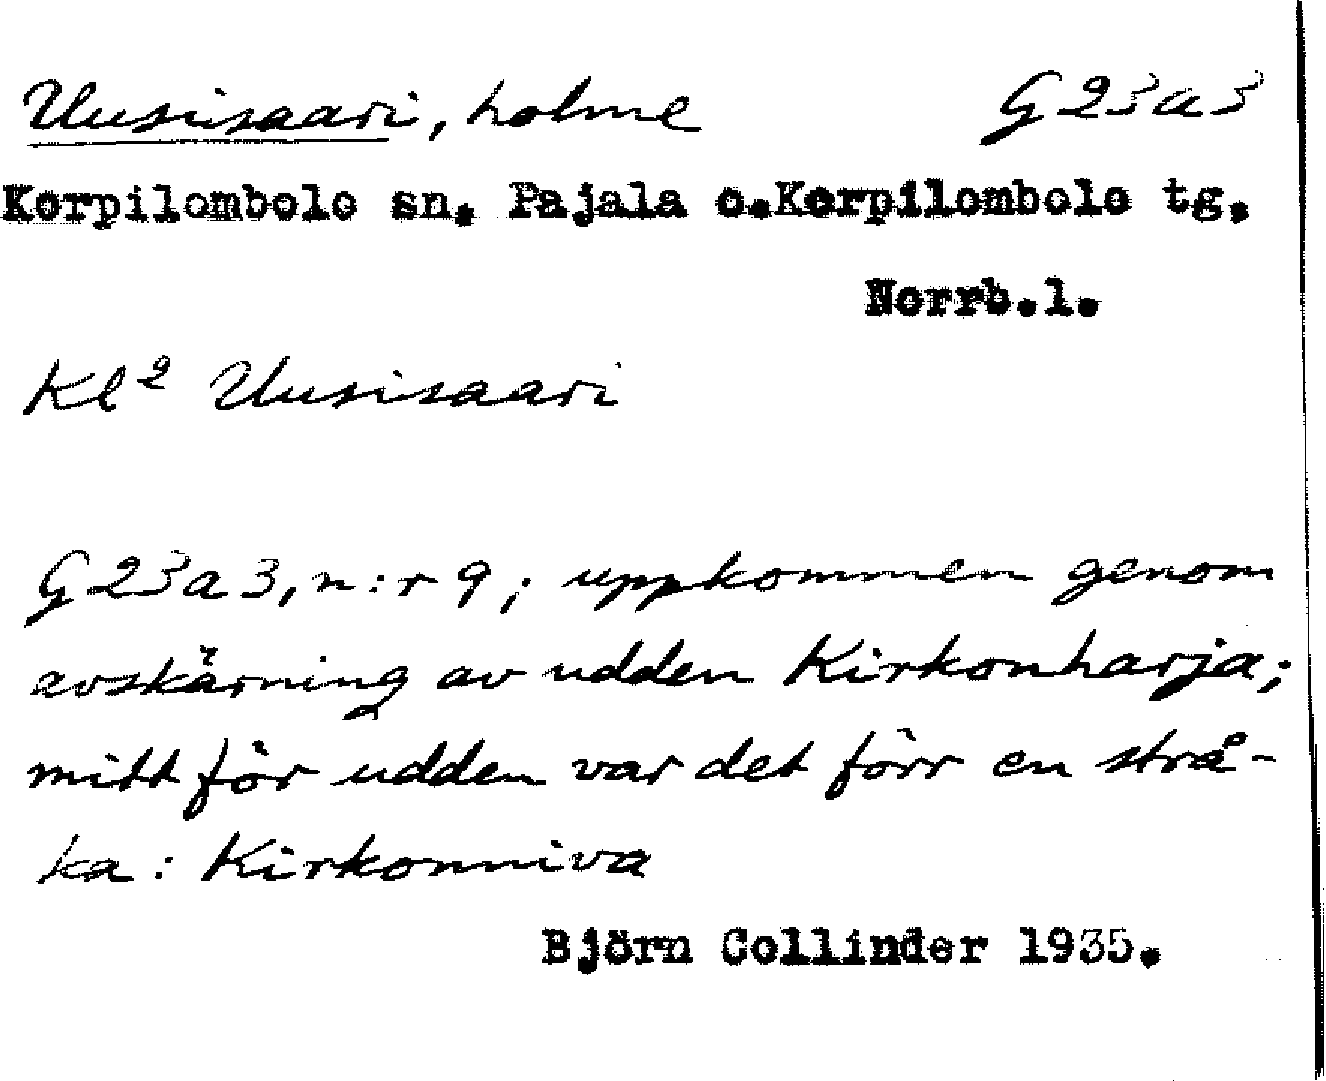 Uusisaari, holme G23a3
Korpilombolo sn. Pajala o.Korpilombolo tg.
Norrb.l.
Kl² Uusisaari
G23a3, n:r 9; uppkommen genom
avskärning av udden Kirkonharja;
mitt för udden var det förr en strå-
ka: Kirkonniva
Björn Collinder 1935.